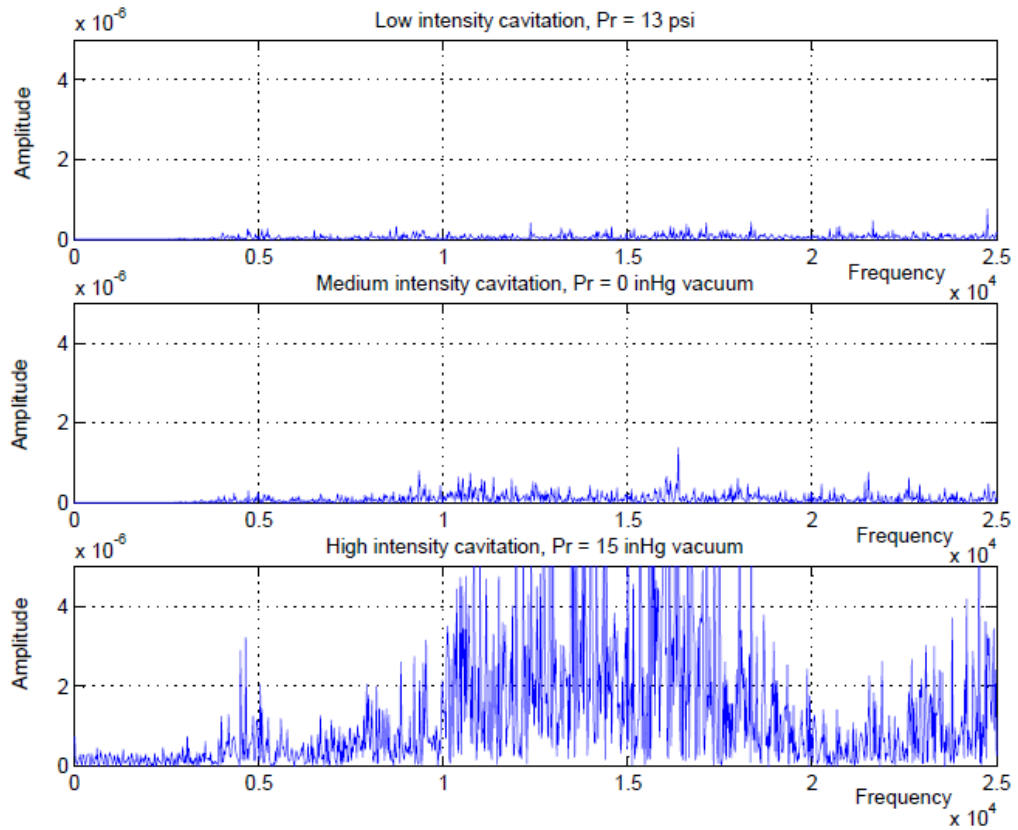 x 10^-6
Low intensity cavitation, Pr = 13 psi
4
2
0
Amplitude
0
0.5
1
1.5
2
2.5
Frequency
x 10^4
x 10^-6
Medium intensity cavitation, Pr = 0 inHg vacuum
4
2
0
Amplitude
0
0.5
1
1.5
2
2.5
Frequency
x 10^4
x 10^-6
High intensity cavitation, Pr = 15 inHg vacuum
4
2
0
Amplitude
0
0.5
1
1.5
2
2.5
Frequency
x 10^4